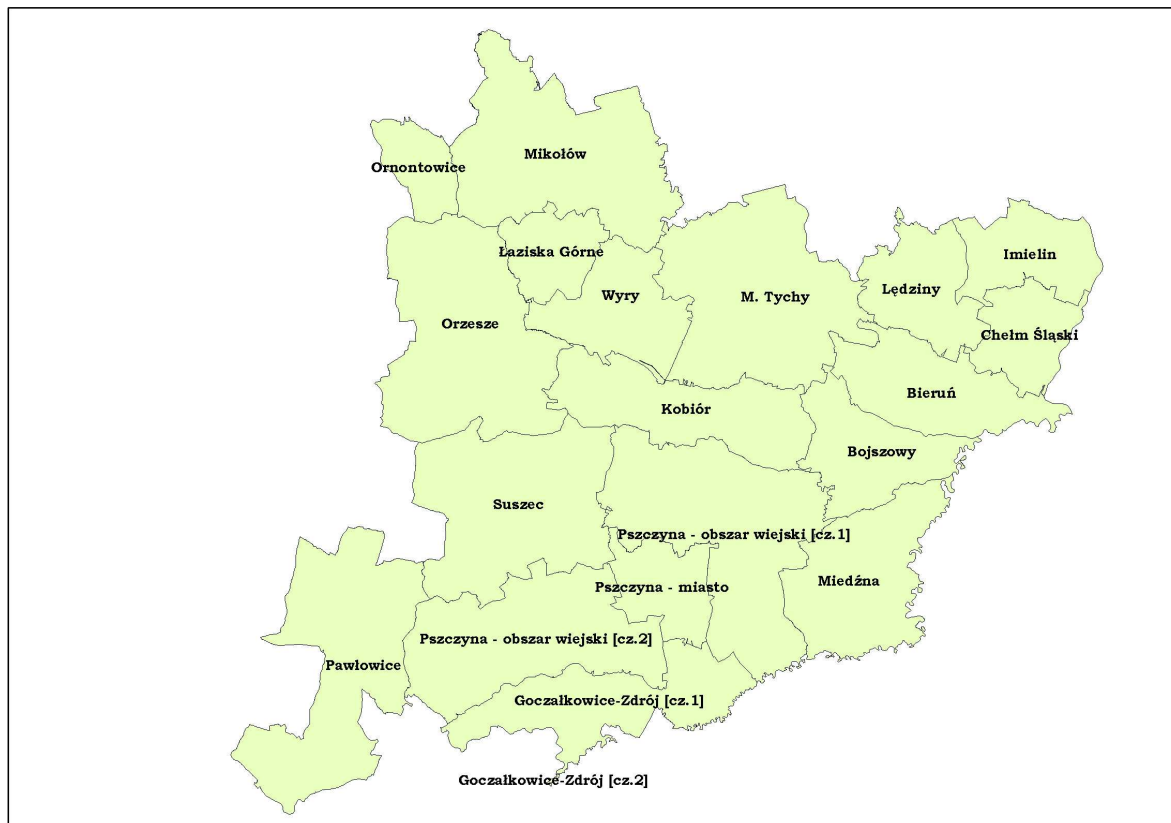 Mikołów
Ornontowice
Łaziska Górne
Imielin
Lędziny
Wyry
M. Tychy
Orzesze
Chełm Śląski
Bieruń
Kobiór
Bojszowy
Suszec
Pszczyna - obszar wiejski [cz.1]
Miedźna
Pszczyna - miasto
Pszczyna - obszar wiejski [cz.2]
Pawłowice
Goczałkowice-Zdrój [cz.1]
Goczałkowice-Zdrój [cz.2]